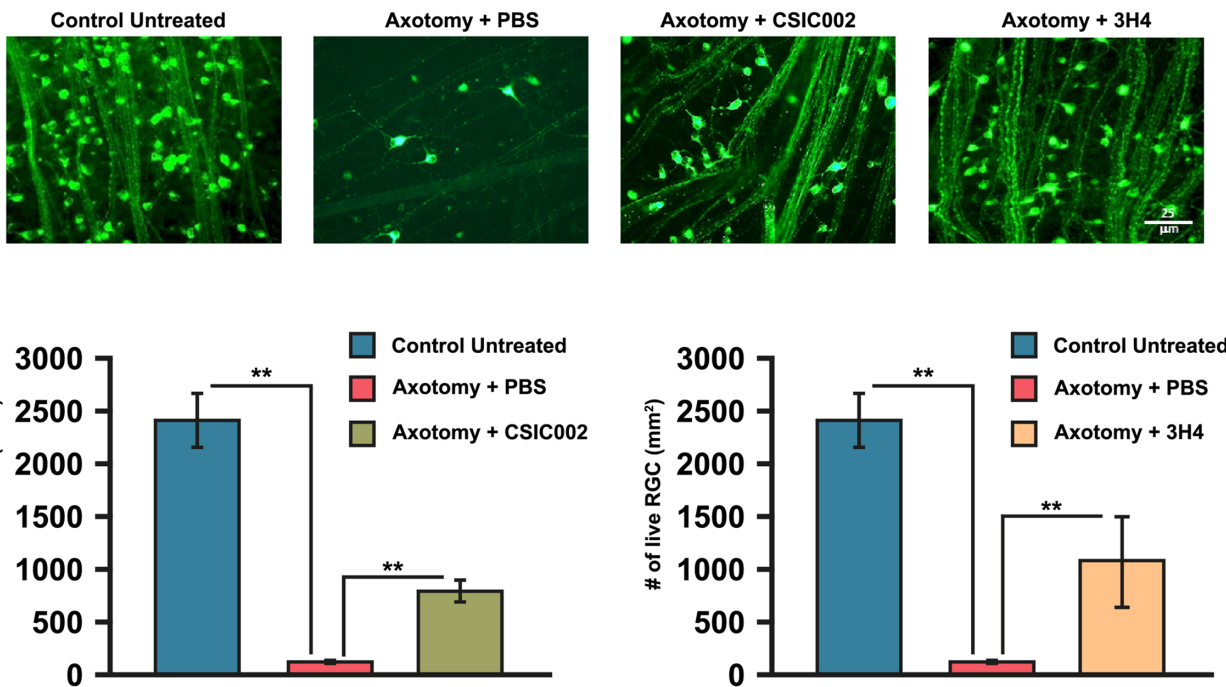 Control Untreated
Axotomy + PBS
Axotomy + CSIC002
Axotomy + 3H4
25
µm
3000
2500
2000
1500
1000
500
0
**
**
Control Untreated
Axotomy + PBS
Axotomy + CSIC002
# of live RGC (mm²)
3000
2500
2000
1500
1000
500
0
**
**
Control Untreated
Axotomy + PBS
Axotomy + 3H4